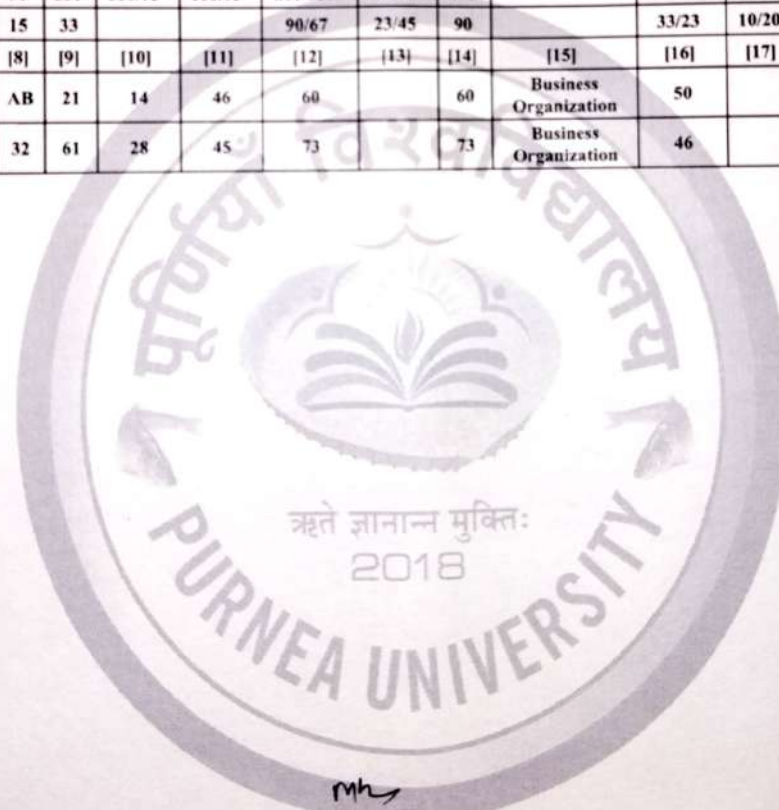 15 33 90/67 23/45 90 33/23 10/20
[8] [9] [10] [11] [12] [13] [14] [15] [16] [17]
AB 21 14 46 60 60 Business Organization 50
32 61 28 45 73 73 Business Organization 46
पूर्णियाँ विश्वविद्यालय
ऋते ज्ञानान्न मुक्तिः
2018
PURNEA UNIVERSITY